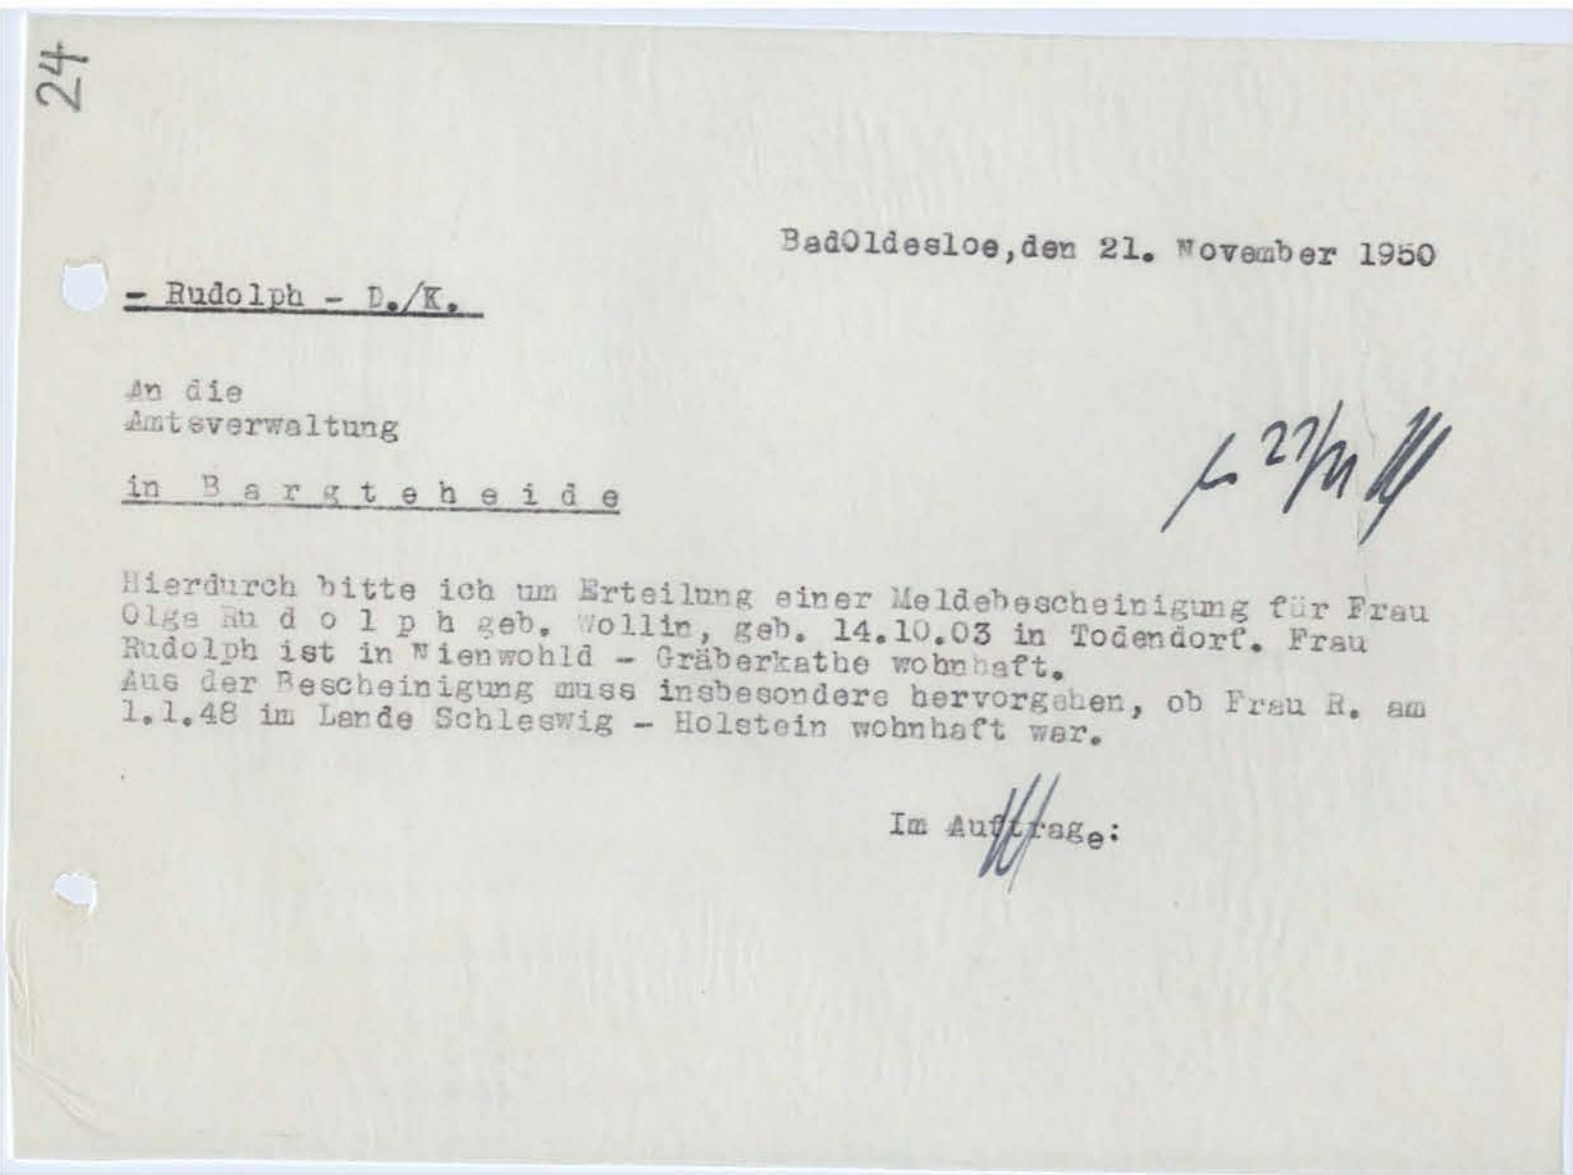 24
BadOldesloe,den 21. November 1950
- Rudolph - D./K.
An die
Amtsverwaltung
in B a r g t e h e i d e
Hierdurch bitte ich um Erteilung einer Meldebescheinigung für Frau
Olga Ru d o l p h geb. Wollin, geb. 14.10.03 in Todendorf. Frau
Rudolph ist in Nienwohld - Gräberkathe wohnhaft.
Aus der Bescheinigung muss insbesondere hervorgehen, ob Frau R. am
1.1.48 im Lande Schleswig - Holstein wohnhaft war.
Im Auftrage: